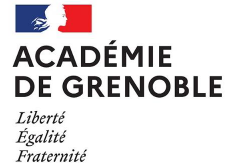 ACADÉMIE
DE GRENOBLE
Liberté
Égalité
Fraternité